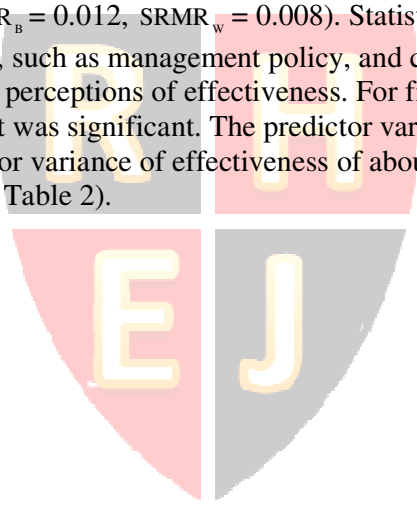 R_B = 0.012, SRMR_W = 0.008). Statist
, such as management policy, and c
perceptions of effectiveness. For fi
t was significant. The predictor var
or variance of effectiveness of abou
Table 2).
R H
E J